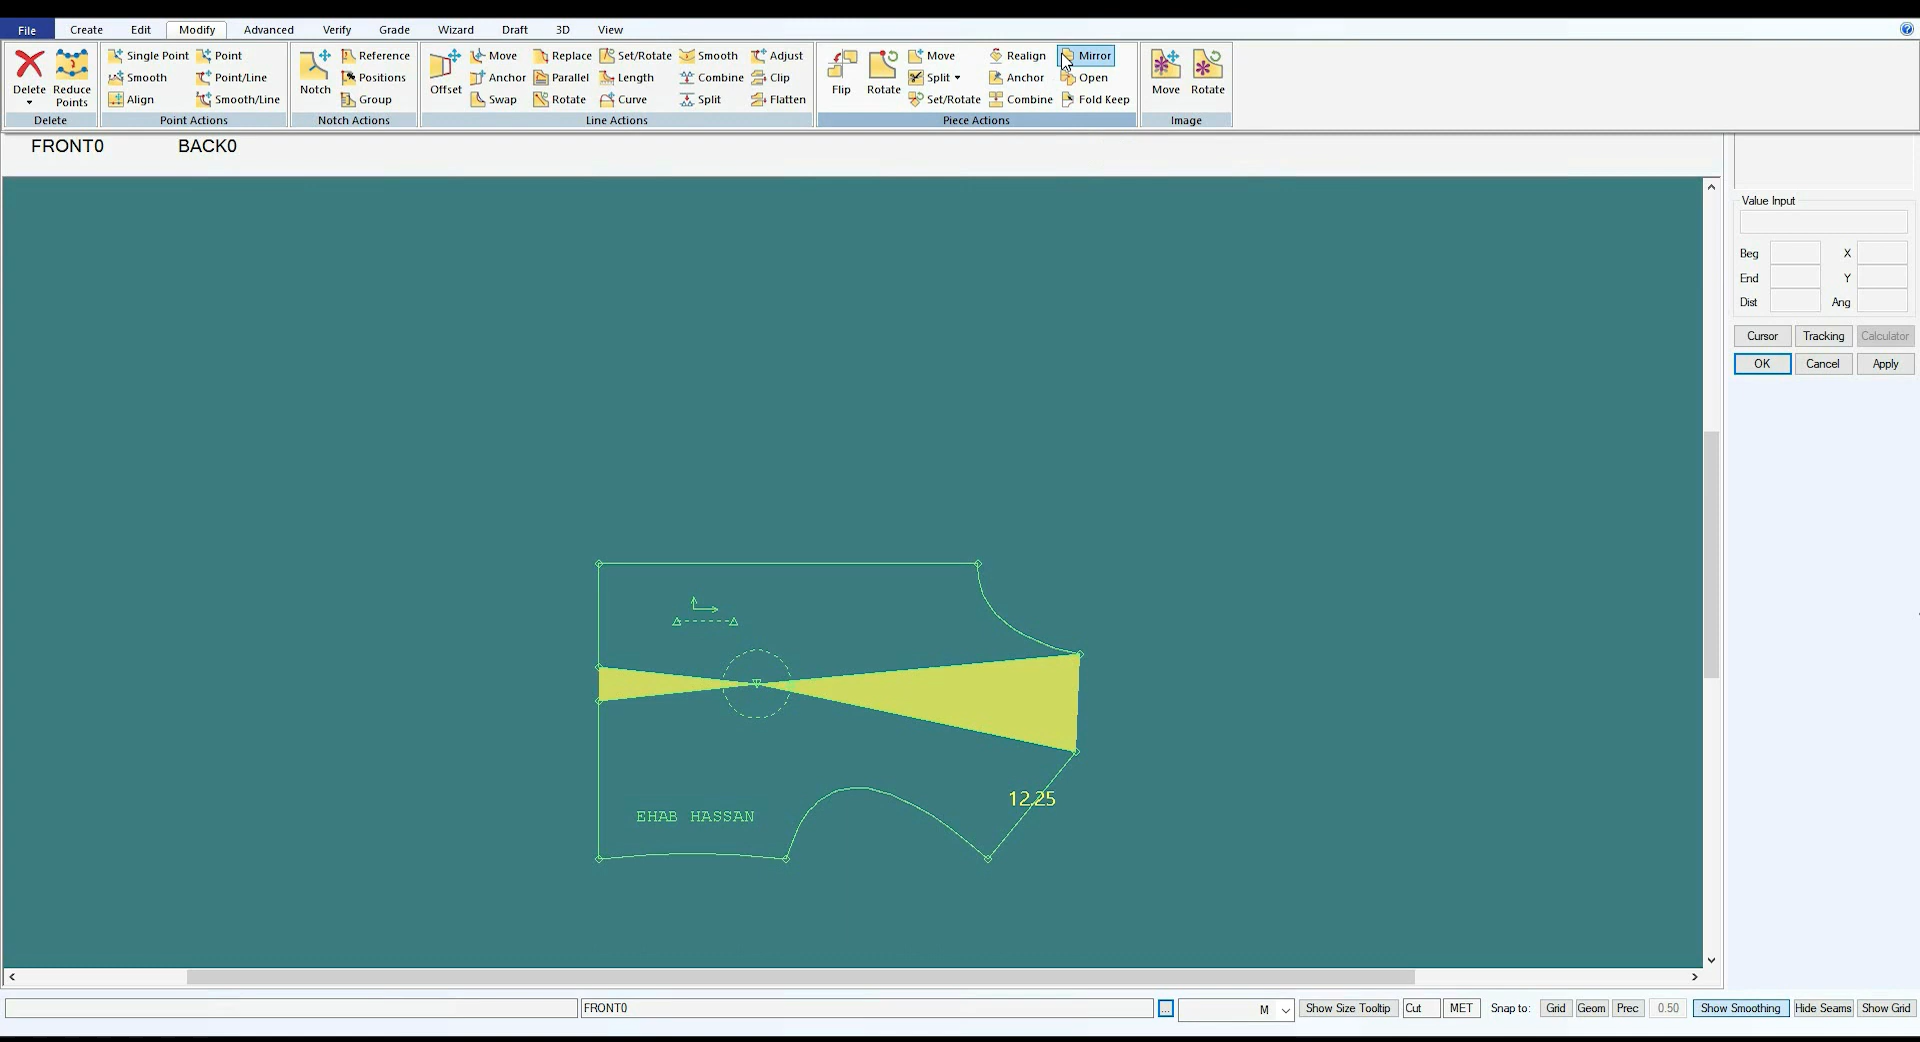 File Create Edit Modify Advanced Verify Grade Wizard Draft 3D View
Single Point Point Reference Move Replace Set/Rotate Smooth Adjust Move Realign Mirror
Smooth Point/Line Positions Anchor Parallel Length Combine Clip Split Anchor Open
Delete Reduce Points Notch Offset Flip Rotate Move Rotate
Align Smooth/Line Group Swap Rotate Curve Split Flatten Set/Rotate Combine Fold Keep
Delete Point Actions Notch Actions Line Actions Piece Actions Image
FRONT0 BACK0
Value Input
Beg X
End Y
Dist Ang
Cursor Tracking Calculator
OK Cancel Apply
12.25
EHAB HASSAN
FRONT0 ... M Show Size Tooltip Cut MET Snap to: Grid Geom Prec 0.50 Show Smoothing Hide Seams Show Grid